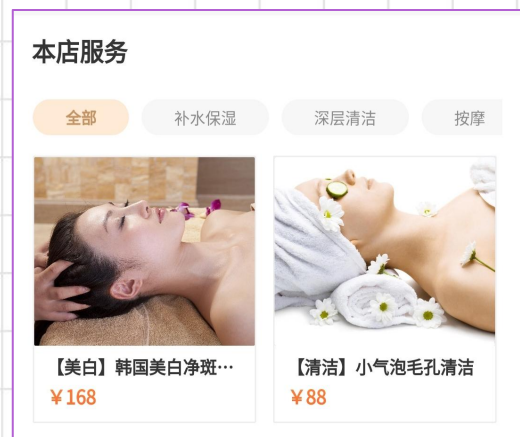 本店服务
全部
补水保湿
深层清洁
按摩
【美白】韩国美白净斑…
￥168
【清洁】小气泡毛孔清洁
￥88